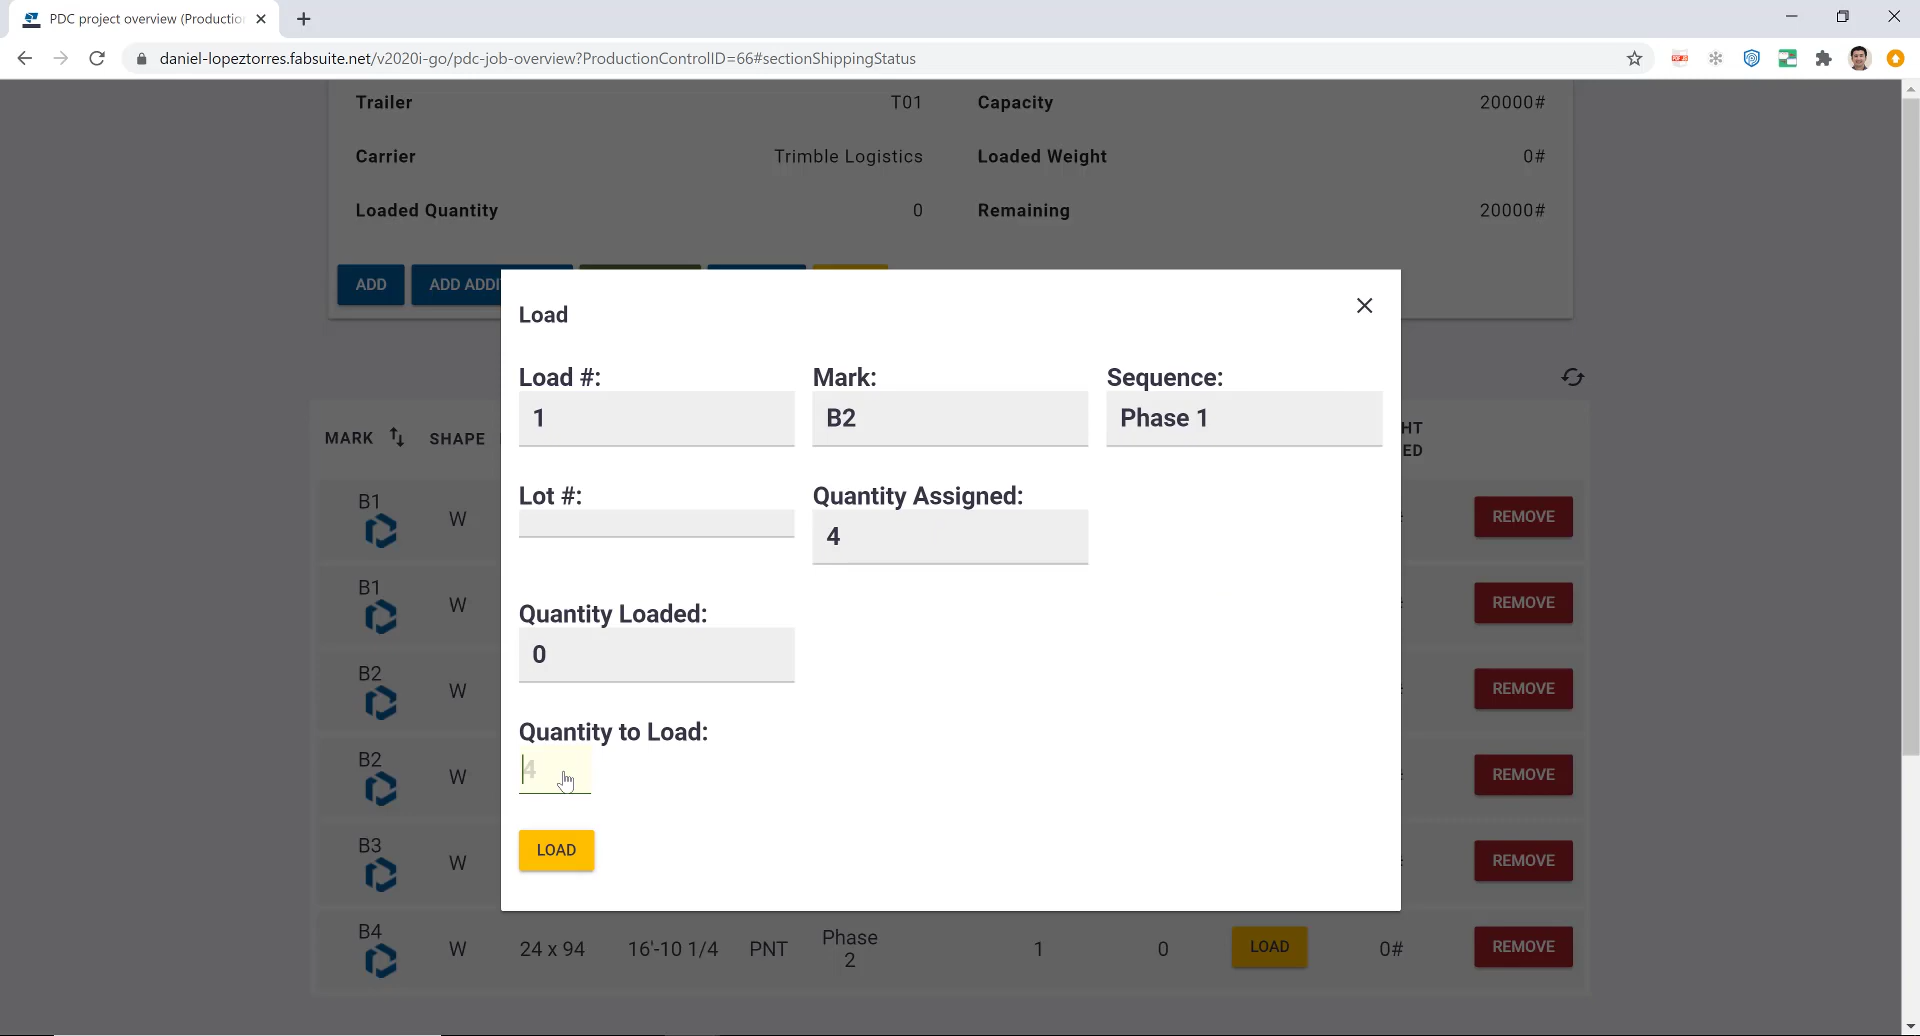 PDC project overview (Productio
daniel-lopeztorres.fabsuite.net/v2020i-go/pdc-job-overview?ProductionControlID=66#sectionShippingStatus
Trailer T01 Capacity 20000#
Carrier Trimble Logistics Loaded Weight 0#
Loaded Quantity 0 Remaining 20000#
ADD ADD ADDI
Load
Load #: Mark: Sequence:
1 B2 Phase 1
Lot #: Quantity Assigned:
4
Quantity Loaded:
0
Quantity to Load:
4
LOAD
MARK SHAPE HT
ED
B1 W REMOVE
B1 W REMOVE
B2 W REMOVE
B2 W REMOVE
B3 W REMOVE
B4 W 24 x 94 16'-10 1/4 PNT Phase 2 1 0 LOAD 0# REMOVE